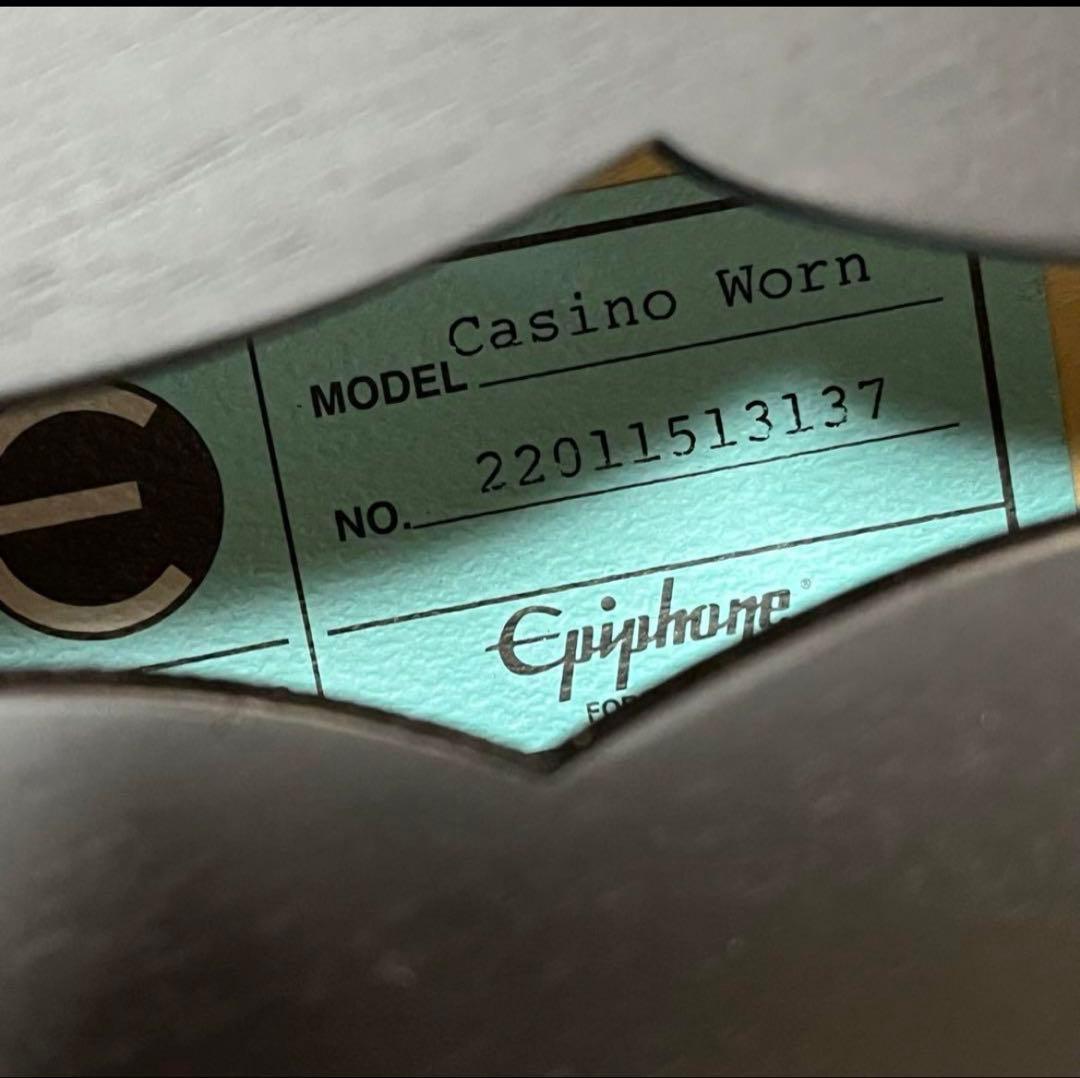 MODEL Casino Worn
NO. 22011513137
Epiphone®